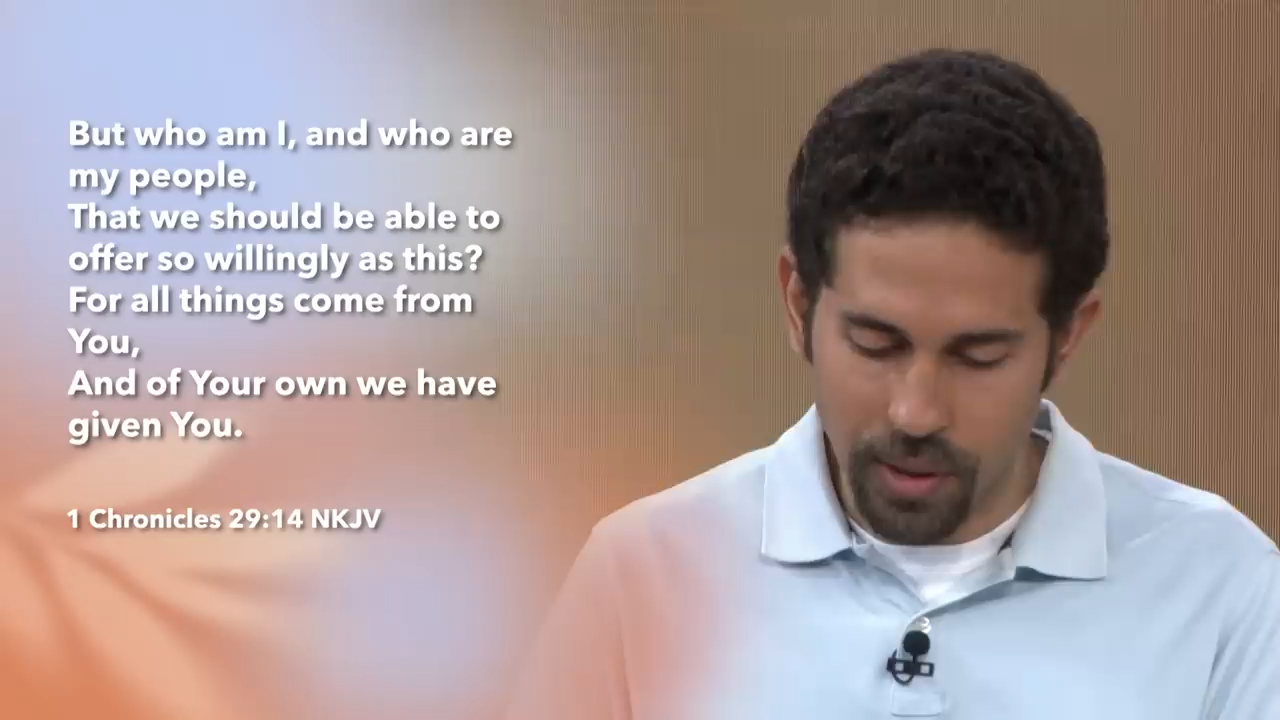 But who am I, and who are
my people,
That we should be able to
offer so willingly as this?
For all things come from
You,
And of Your own we have
given You.
1 Chronicles 29:14 NKJV